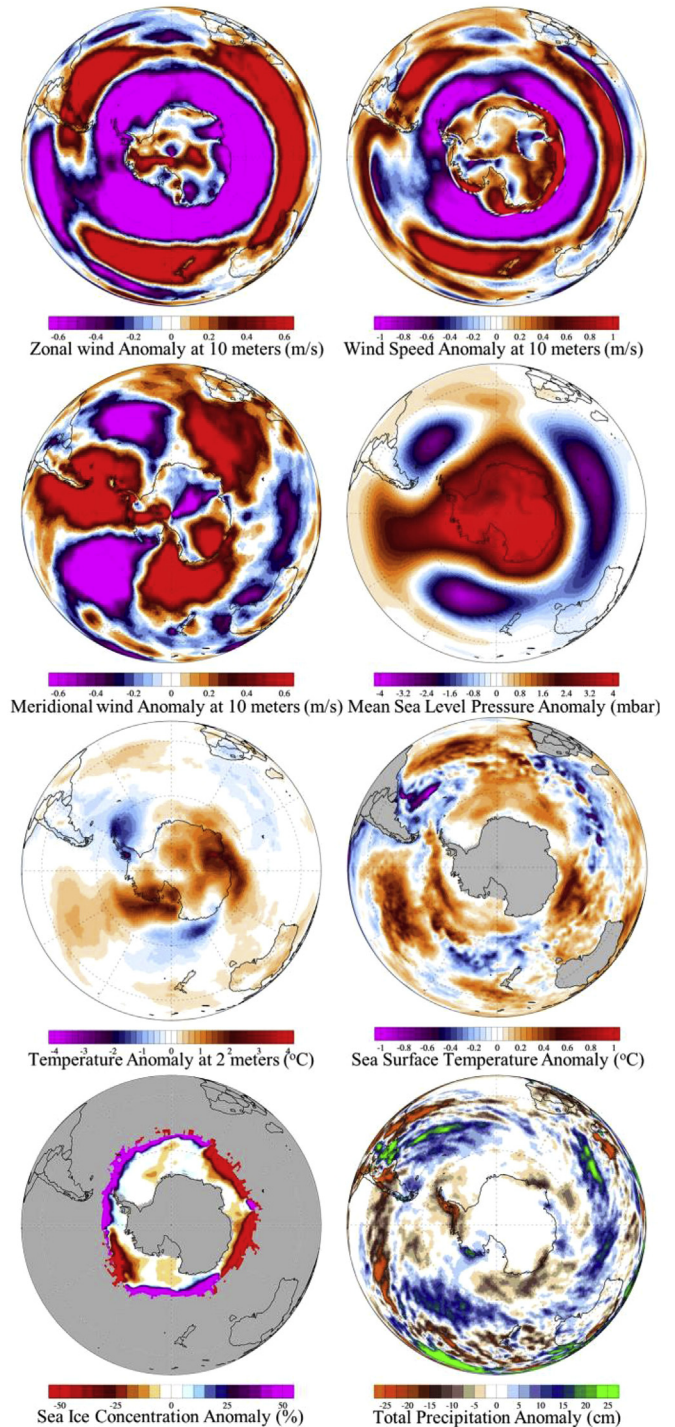 -0.6 -0.4 -0.2 0 0.2 0.4 0.6
Zonal wind Anomaly at 10 meters (m/s)
-1 -0.8 -0.6 -0.4 -0.2 0 0.2 0.4 0.6 0.8 1
Wind Speed Anomaly at 10 meters (m/s)
-0.6 -0.4 -0.2 0 0.2 0.4 0.6
Meridional wind Anomaly at 10 meters (m/s)
-4 -3.2 -2.4 -1.6 -0.8 0 0.8 1.6 2.4 3.2 4
Mean Sea Level Pressure Anomaly (mbar)
-4 -3 -2 -1 0 1 2 3 4
Temperature Anomaly at 2 meters (°C)
-1 -0.8 -0.6 -0.4 -0.2 0 0.2 0.4 0.6 0.8 1
Sea Surface Temperature Anomaly (°C)
-50 -25 0 25 50
Sea Ice Concentration Anomaly (%)
-25 -20 -15 -10 -5 0 5 10 15 20 25
Total Precipitation Anomaly (cm)